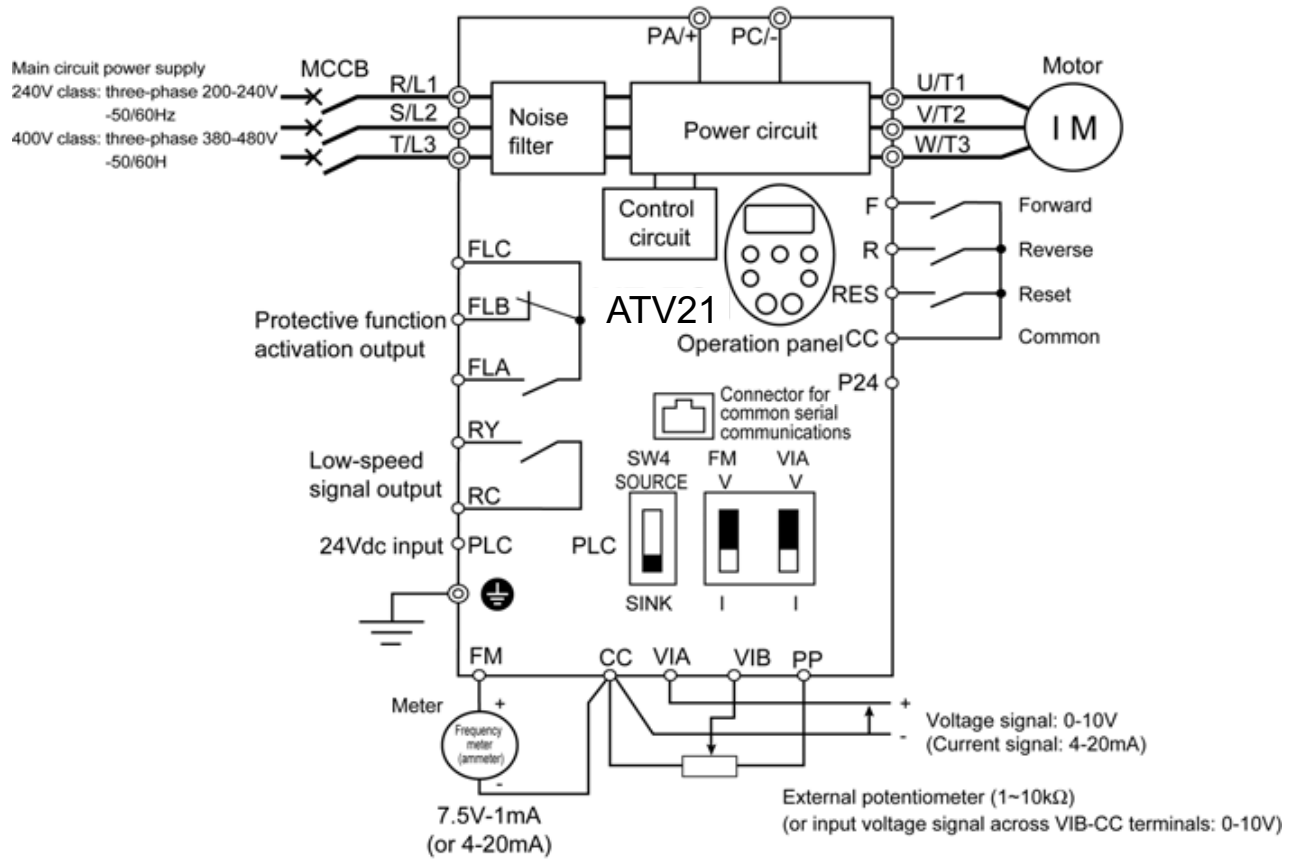 PA/+ PC/-
Main circuit power supply
240V class: three-phase 200-240V
-50/60Hz
400V class: three-phase 380-480V
-50/60H
MCCB
R/L1
S/L2
T/L3
Noise
filter
Power circuit
U/T1
V/T2
W/T3
Motor
I M
Control
circuit
F Forward
R Reverse
RES Reset
CC Common
P24
FLC
FLB
FLA
Protective function
activation output
ATV21
Operation panel
Connector for
common serial
communications
RY
RC
Low-speed
signal output
SW4 FM VIA
SOURCE V V
24Vdc input PLC PLC
SINK I I
FM CC VIA VIB PP
Meter +
Frequency
meter
(ammeter)
-
7.5V-1mA
(or 4-20mA)
+
-
Voltage signal: 0-10V
(Current signal: 4-20mA)
External potentiometer (1~10kΩ)
(or input voltage signal across VIB-CC terminals: 0-10V)